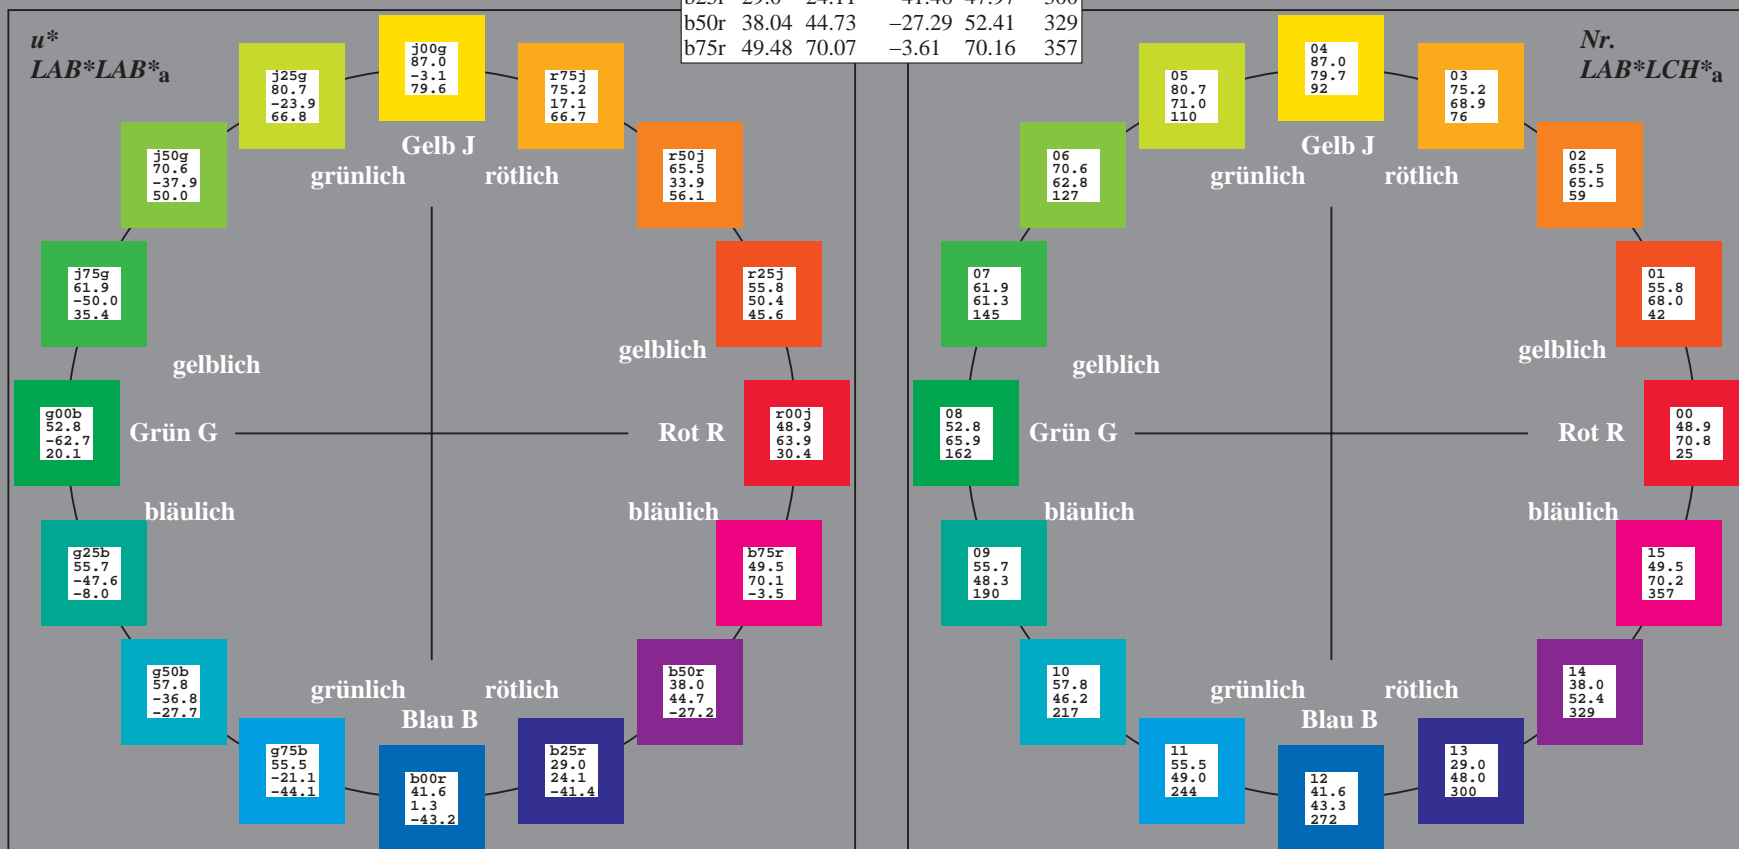 b50r 38.04 44.73 −27.29 52.41 329
b75r 49.48 70.07 −3.61 70.16 357
u*
LAB*LAB*a
j00g
87.0
-3.1
79.6
j25g
80.7
-23.9
66.8
r75j
75.2
17.1
66.7
j50g
70.6
-37.9
50.0
r50j
65.5
33.9
56.1
Gelb J
grünlich rötlich
j75g
61.9
-50.0
35.4
r25j
55.8
50.4
45.6
gelblich gelblich
g00b
52.8
-62.7
20.1
Grün G
Rot R
r00j
48.9
63.9
30.4
bläulich bläulich
g25b
55.7
-47.6
-8.0
b75r
49.5
70.1
-3.5
g50b
57.8
-36.8
-27.7
b50r
38.0
44.7
-27.2
grünlich rötlich
Blau B
g75b
55.5
-21.1
-44.1
b00r
41.6
1.3
-43.2
b25r
29.0
24.1
-41.4
Nr.
LAB*LCH*a
04
87.0
79.7
92
05
80.7
71.0
110
03
75.2
68.9
76
06
70.6
62.8
127
02
65.5
65.5
59
Gelb J
grünlich rötlich
07
61.9
61.3
145
01
55.8
68.0
42
gelblich gelblich
08
52.8
65.9
162
Grün G
Rot R
00
48.9
70.8
25
bläulich bläulich
09
55.7
48.3
190
15
49.5
70.2
357
10
57.8
46.2
217
14
38.0
52.4
329
grünlich rötlich
Blau B
11
55.5
49.0
244
12
41.6
43.3
272
13
29.0
48.0
300